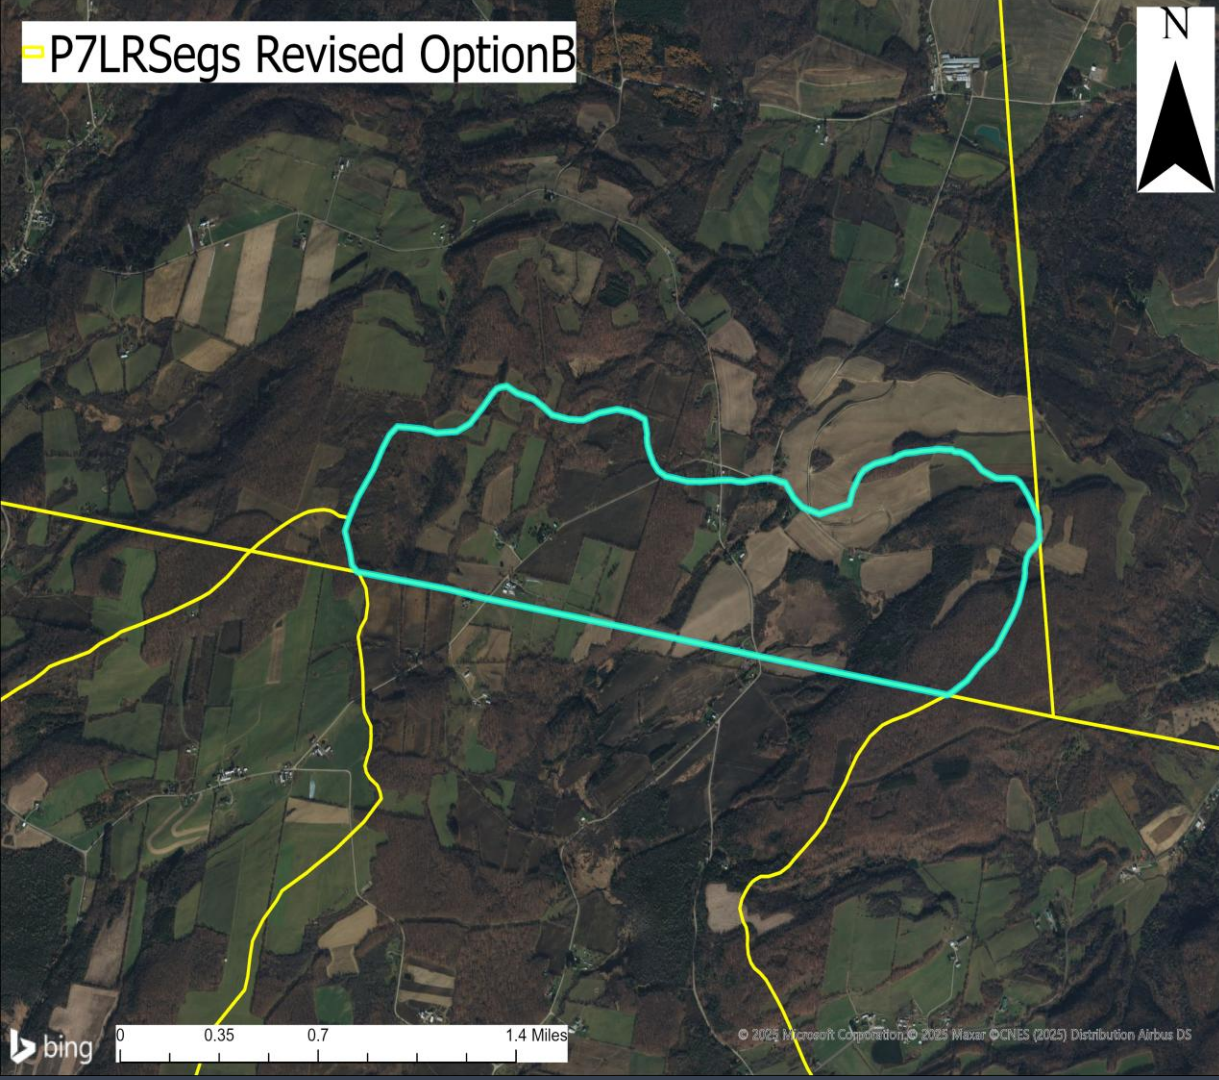 P7LRSegs Revised OptionB
N
0 0.35 0.7 1.4 Miles
bing
© 2025 Microsoft Corporation © 2025 Maxar ©CNES (2025) Distribution Airbus DS